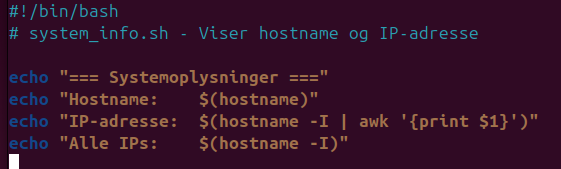 #!/bin/bash
# system_info.sh - Viser hostname og IP-adresse
echo "=== Systemoplysninger ==="
echo "Hostname:    $(hostname)"
echo "IP-adresse:  $(hostname -I | awk '{print $1}')"
echo "Alle IPs:    $(hostname -I)"